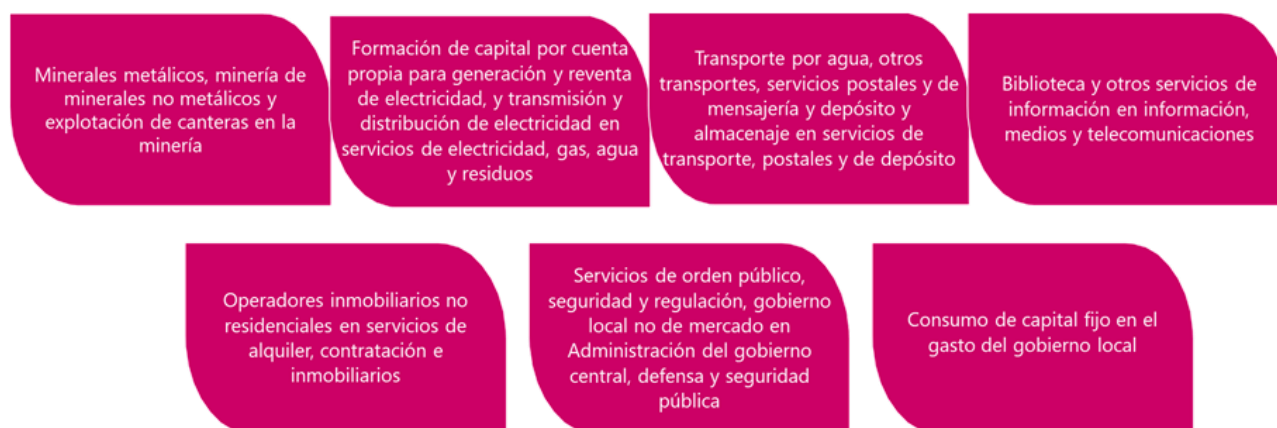 Minerales metálicos, minería de
minerales no metálicos y
explotación de canteras en la
minería
Formación de capital por cuenta
propia para generación y reventa
de electricidad, y transmisión y
distribución de electricidad en
servicios de electricidad, gas, agua
y residuos
Transporte por agua, otros
transportes, servicios postales y de
mensajería y depósito y
almacenaje en servicios de
transporte, postales y de depósito
Biblioteca y otros servicios de
información en información,
medios y telecomunicaciones
Operadores inmobiliarios no
residenciales en servicios de
alquiler, contratación e
inmobiliarios
Servicios de orden público,
seguridad y regulación, gobierno
local no de mercado en
Administración del gobierno
central, defensa y seguridad
pública
Consumo de capital fijo en el
gasto del gobierno local